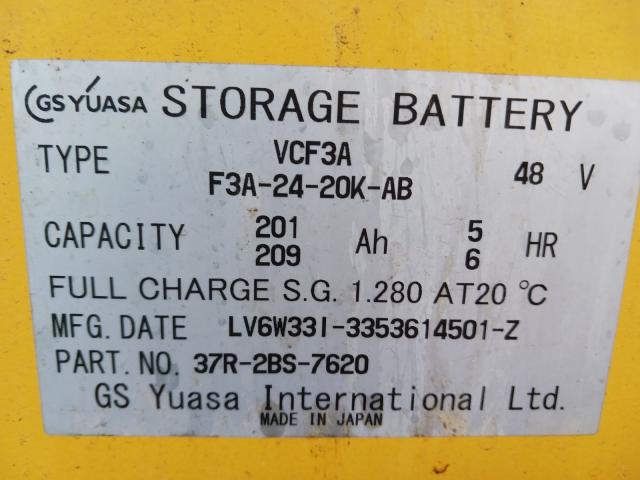 GS YUASA STORAGE BATTERY
TYPE VCF3A 48 V
F3A-24-20K-AB
CAPACITY 201 Ah 5 HR
209 6
FULL CHARGE S.G. 1.280 AT 20 °C
MFG. DATE LV6W33I-3353614501-Z
PART. NO. 37R-2BS-7620
GS Yuasa International Ltd.
MADE IN JAPAN